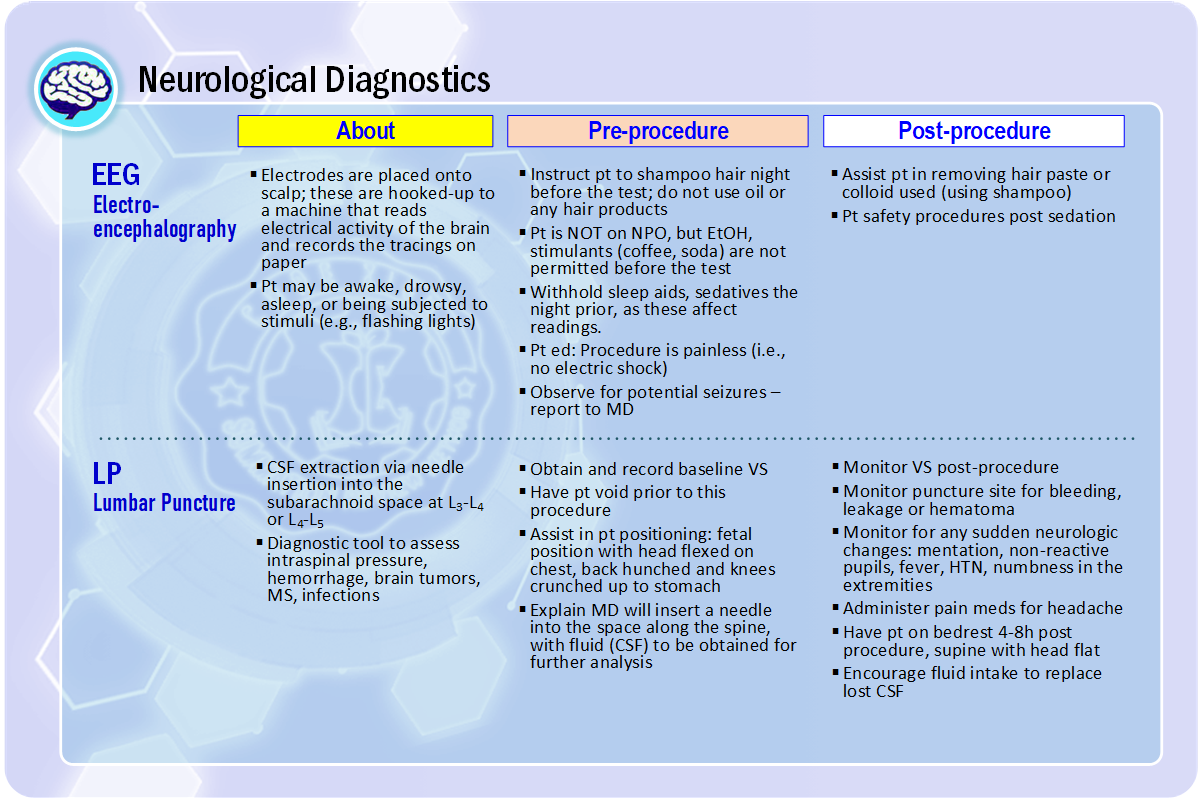 Neurological Diagnostics
About
Pre-procedure
Post-procedure
EEG
Electro-
encephalography
▪ Electrodes are placed onto
scalp; these are hooked-up to
a machine that reads
electrical activity of the brain
and records the tracings on
paper
▪ Pt may be awake, drowsy,
asleep, or being subjected to
stimuli (e.g., flashing lights)
▪ Instruct pt to shampoo hair night
before the test; do not use oil or
any hair products
▪ Pt is NOT on NPO, but EtOH,
stimulants (coffee, soda) are not
permitted before the test
▪ Withhold sleep aids, sedatives the
night prior, as these affect
readings.
▪ Pt ed: Procedure is painless (i.e.,
no electric shock)
▪ Observe for potential seizures –
report to MD
▪ Assist pt in removing hair paste or
colloid used (using shampoo)
▪ Pt safety procedures post sedation
LP
Lumbar Puncture
▪ CSF extraction via needle
insertion into the
subarachnoid space at L₃-L₄
or L₄-L₅
▪ Diagnostic tool to assess
intraspinal pressure,
hemorrhage, brain tumors,
MS, infections
▪ Obtain and record baseline VS
▪ Have pt void prior to this
procedure
▪ Assist in pt positioning: fetal
position with head flexed on
chest, back hunched and knees
crunched up to stomach
▪ Explain MD will insert a needle
into the space along the spine,
with fluid (CSF) to be obtained for
further analysis
▪ Monitor VS post-procedure
▪ Monitor puncture site for bleeding,
leakage or hematoma
▪ Monitor for any sudden neurologic
changes: mentation, non-reactive
pupils, fever, HTN, numbness in the
extremities
▪ Administer pain meds for headache
▪ Have pt on bedrest 4-8h post
procedure, supine with head flat
▪ Encourage fluid intake to replace
lost CSF